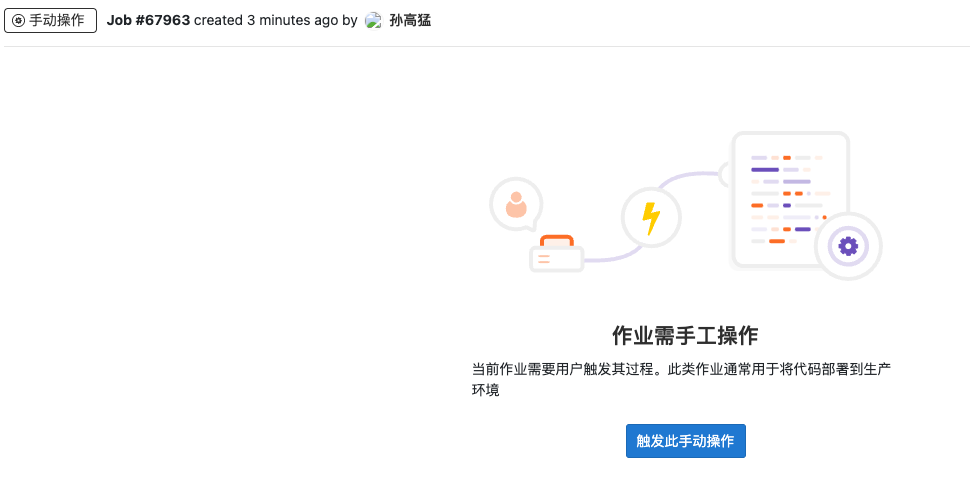 手动操作 Job #67963 created 3 minutes ago by 孙高猛
作业需手工操作
当前作业需要用户触发其过程。此类作业通常用于将代码部署到生产
环境
触发此手动操作